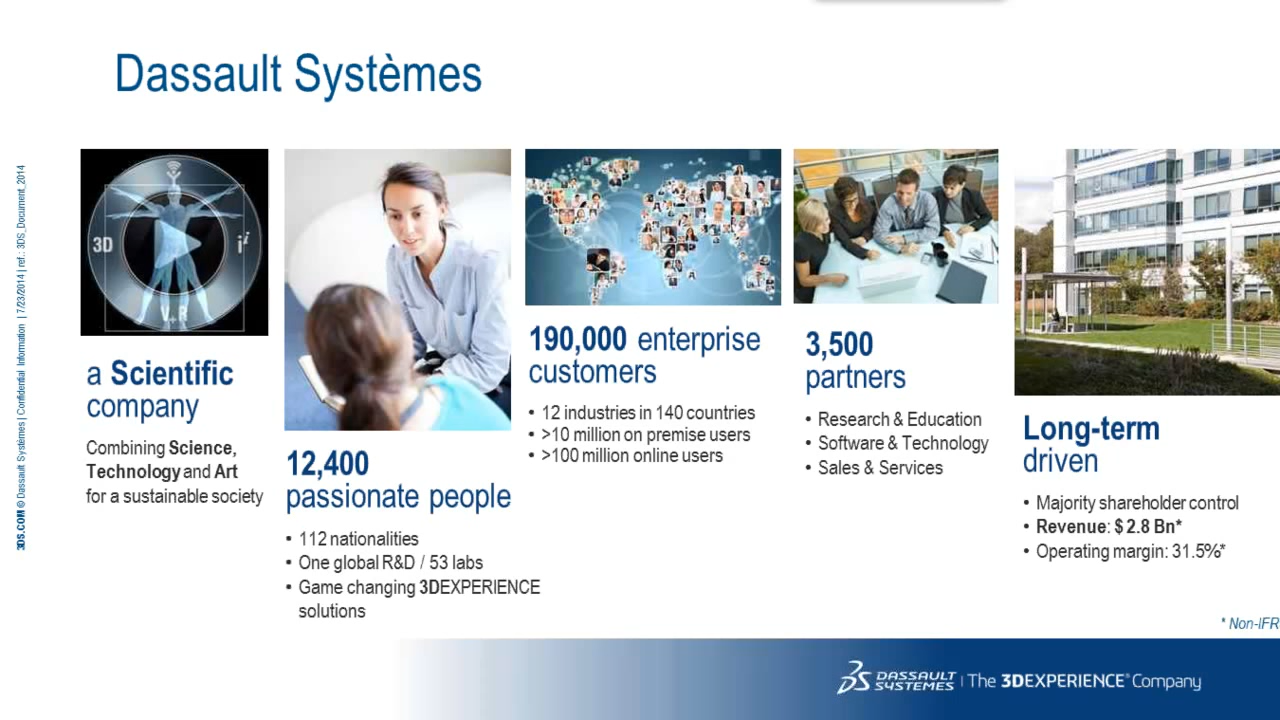 Dassault Systèmes
3DS.COM © Dassault Systèmes | Confidential Information | 7/23/2014 | ref.: 3DS_Document_2014
3D
V+R
a Scientific
company
Combining Science,
Technology and Art
for a sustainable society
12,400
passionate people
• 112 nationalities
• One global R&D / 53 labs
• Game changing 3DEXPERIENCE
solutions
190,000 enterprise
customers
• 12 industries in 140 countries
• >10 million on premise users
• >100 million online users
3,500
partners
• Research & Education
• Software & Technology
• Sales & Services
Long-term
driven
• Majority shareholder control
• Revenue: $ 2.8 Bn*
• Operating margin: 31.5%*
* Non-IFR
DASSAULT
SYSTEMES | The 3DEXPERIENCE® Company